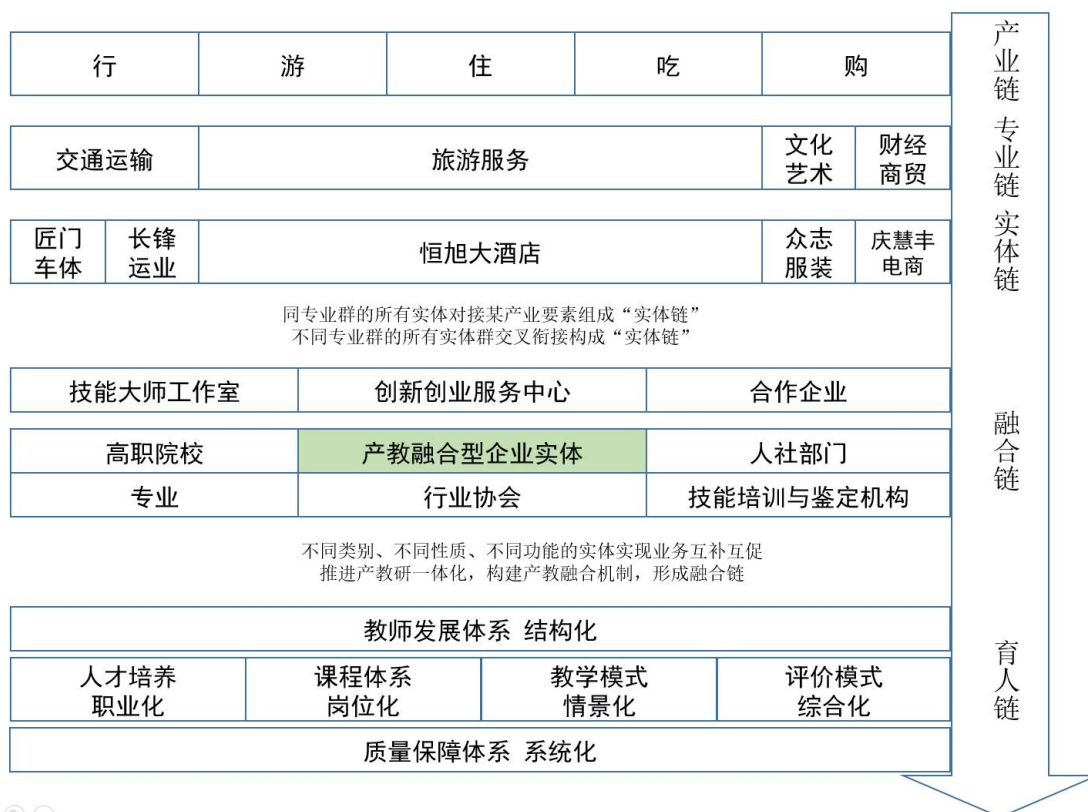 行 游 住 吃 购
产业链
交通运输 旅游服务 文化艺术 财经商贸
专业链
匠门车体 长锋运业 恒旭大酒店 众志服装 庆慧丰电商
实体链
同专业群的所有实体对接某产业要素组成“实体链”
不同专业群的所有实体群交叉衔接构成“实体链”
技能大师工作室 创新创业服务中心 合作企业
高职院校 产教融合型企业实体 人社部门
融合链
专业 行业协会 技能培训与鉴定机构
不同类别、不同性质、不同功能的实体实现业务互补互促
推进产教研一体化，构建产教融合机制，形成融合链
教师发展体系 结构化
人才培养 课程体系 教学模式 评价模式
职业化 岗位化 情景化 综合化
育人链
质量保障体系 系统化